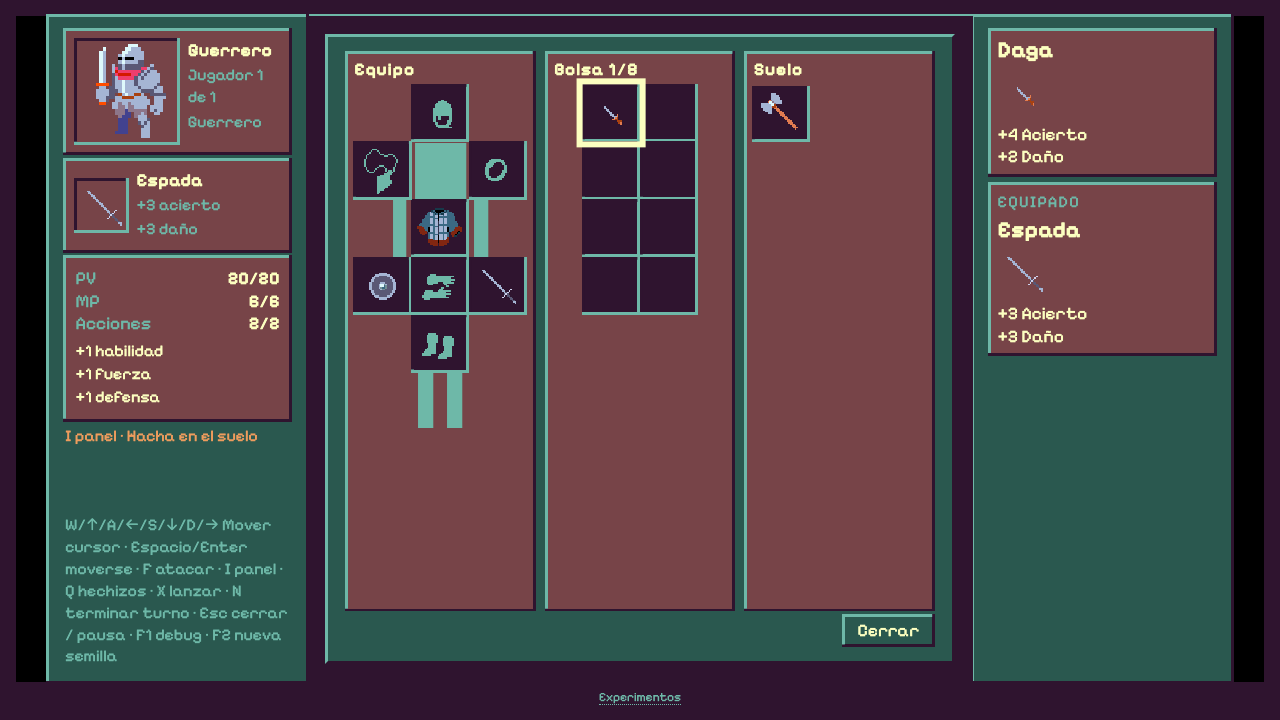 Guerrero
Jugador 1
de 1
Guerrero
Espada
+3 acierto
+3 daño
PV 80/80
MP 6/6
Acciones 2/2
+1 habilidad
+1 fuerza
+1 defensa
I panel · Hacha en el suelo
W/↑/A/←/S/↓/D/→ Mover
cursor · Espacio/Enter
moverse · F atacar · I panel ·
Q hechizos · X lanzar · N
terminar turno · Esc cerrar
/ pausa · F1 debug · F2 nueva
semilla
Equipo
Bolsa 1/8
Suelo
Cerrar
Daga
+4 Acierto
+2 Daño
EQUIPADO
Espada
+3 Acierto
+3 Daño
Experimentos